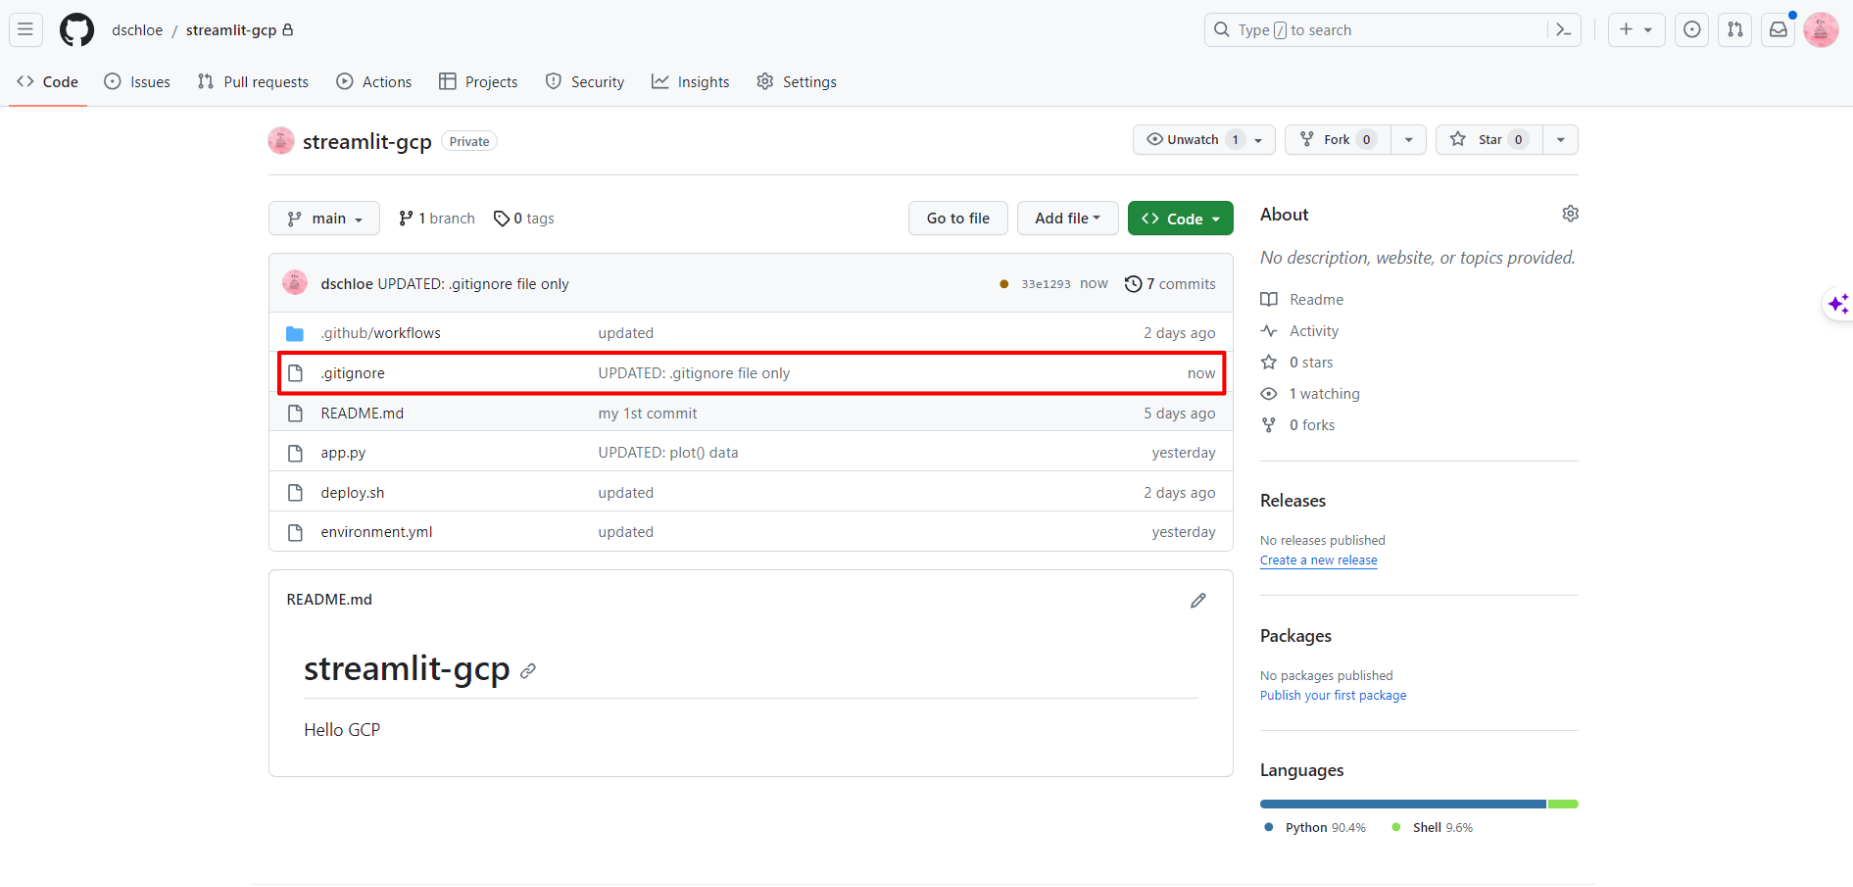 dschloe / streamlit-gcp
Type / to search
Code Issues Pull requests Actions Projects Security Insights Settings
streamlit-gcp Private
Unwatch 1 Fork 0 Star 0
main 1 branch 0 tags Go to file Add file Code
dschloe UPDATED: .gitignore file only 33e1293 now 7 commits
.github/workflows updated 2 days ago
.gitignore UPDATED: .gitignore file only now
README.md my 1st commit 5 days ago
app.py UPDATED: plot() data yesterday
deploy.sh updated 2 days ago
environment.yml updated yesterday
README.md
streamlit-gcp
Hello GCP
About
No description, website, or topics provided.
Readme
Activity
0 stars
1 watching
0 forks
Releases
No releases published
Create a new release
Packages
No packages published
Publish your first package
Languages
Python 90.4% Shell 9.6%